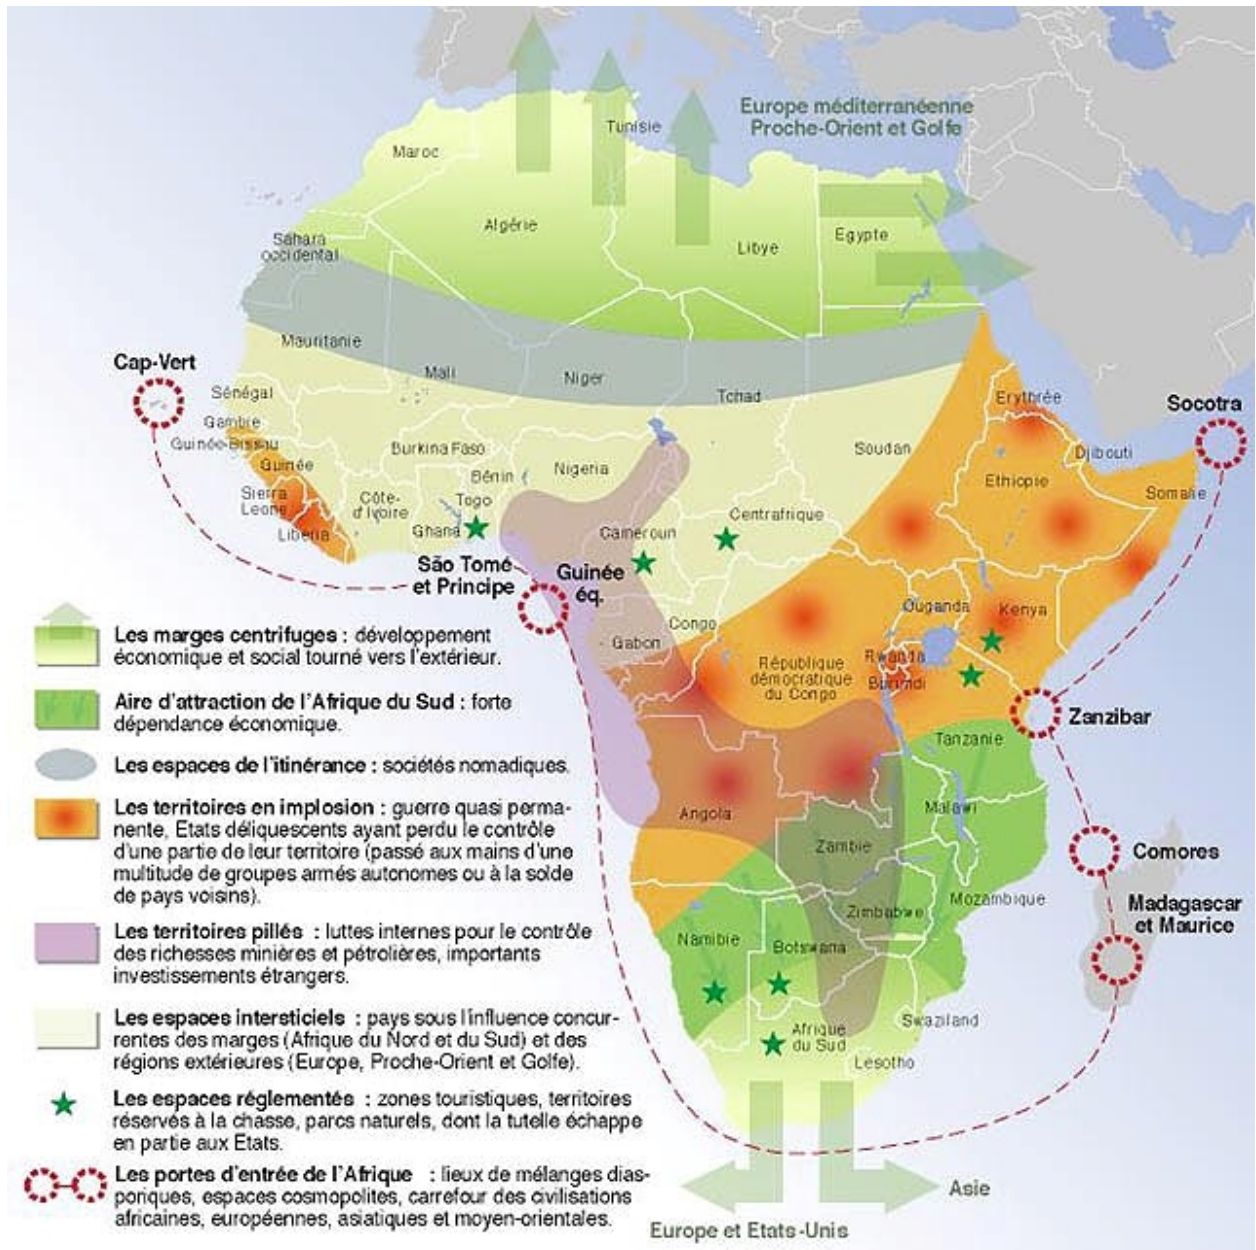 Europe méditerranéenne
Proche-Orient et Golfe
Tunisie
Maroc
Algérie
Libye
Egypte
Sahara
occidental
Mauritanie
Mali
Niger
Tchad
Cap-Vert
Sénégal
Gambie
Guinée-Bissau
Guinée
Sierra
Leone
Liberia
Côte-
d'Ivoire
Burkina Faso
Ghana
Togo
Bénin
Nigeria
Soudan
Erythrée
Djibouti
Ethiopie
Somalie
Socotra
Cameroun
Centrafrique
São Tomé
et Principe
Guinée
éq.
Gabon
Congo
République
démocratique
du Congo
Ouganda
Kenya
Rwanda
Burundi
Zanzibar
Tanzanie
Malawi
Angola
Zambie
Mozambique
Zimbabwe
Comores
Madagascar
et Maurice
Namibie
Botswana
Swaziland
Afrique
du Sud
Lesotho
Asie
Europe et Etats-Unis
Les marges centrifuges : développement
économique et social tourné vers l'extérieur.
Aire d'attraction de l'Afrique du Sud : forte
dépendance économique.
Les espaces de l'itinérance : sociétés nomadiques.
Les territoires en implosion : guerre quasi perma-
nente, Etats déliquescents ayant perdu le contrôle
d'une partie de leur territoire (passé aux mains d'une
multitude de groupes armés autonomes ou à la solde
de pays voisins).
Les territoires pillés : luttes internes pour le contrôle
des richesses minières et pétrolières, importants
investissements étrangers.
Les espaces intersticiels : pays sous l'influence concur-
rentes des marges (Afrique du Nord et du Sud) et des
régions extérieures (Europe, Proche-Orient et Golfe).
Les espaces réglementés : zones touristiques, territoires
réservés à la chasse, parcs naturels, dont la tutelle échappe
en partie aux Etats.
Les portes d'entrée de l'Afrique : lieux de mélanges dias-
poriques, espaces cosmopolites, carrefour des civilisations
africaines, européennes, asiatiques et moyen-orientales.